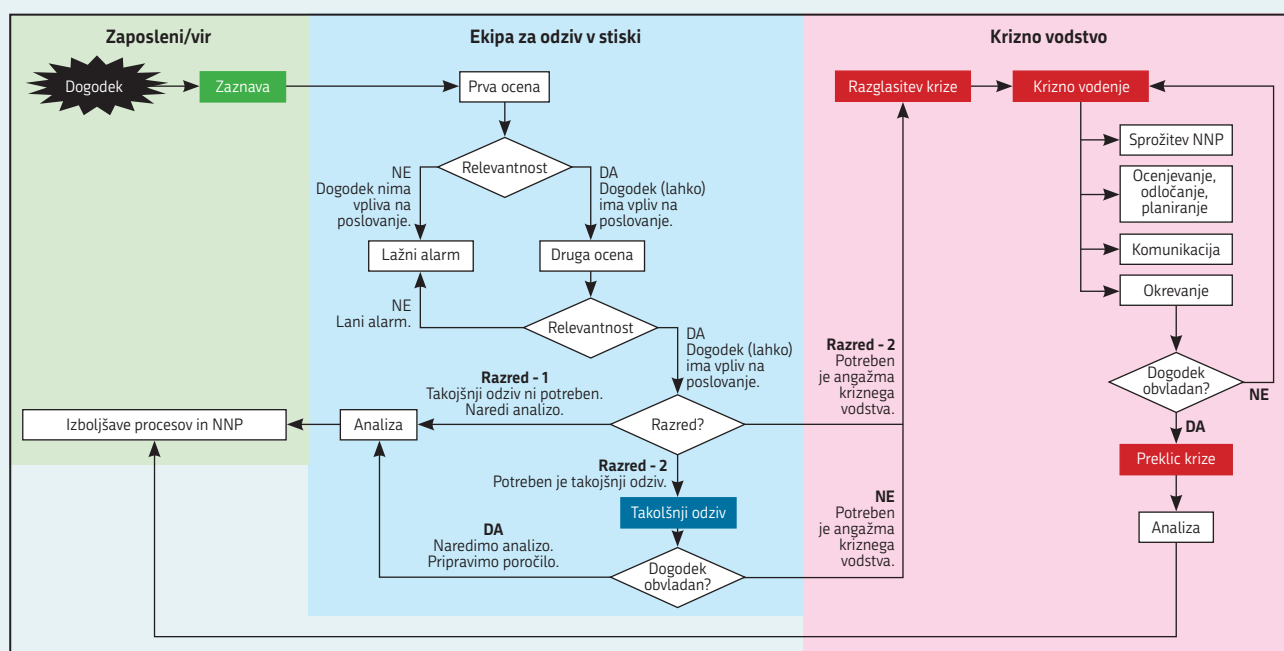 Zaposleni/vir
Ekipa za odziv v stiski
Krizno vodstvo
Dogodek
Zaznava
Prva ocena
Razglasitev krize
Krizno vodenje
Relevantnost
NE
Dogodek nima
vpliva na
poslovanje.
DA
Dogodek (lahko)
ima vpliv na
poslovanje.
Lažni alarm
Druga ocena
NE
Lani alarm.
Relevantnost
DA
Dogodek (lahko)
ima vpliv na
poslovanje.
Razred - 1
Takojšnji odziv ni potreben.
Naredi analizo.
Razred - 2
Potreben
je angažma
kriznega
vodstva.
Izboljšave procesov in NNP
Analiza
Razred?
Razred - 2
Potreben je takojšnji odziv.
Takolšnji odziv
DA
Naredimo analizo.
Pripravimo poročilo.
Dogodek
obvladan?
NE
Potreben
je angažma
kriznega
vodstva.
Sprožitev NNP
Ocenjevanje,
odločanje,
planiranje
Komunikacija
Okrevanje
Dogodek
obvladan?
NE
DA
Preklic krize
Analiza